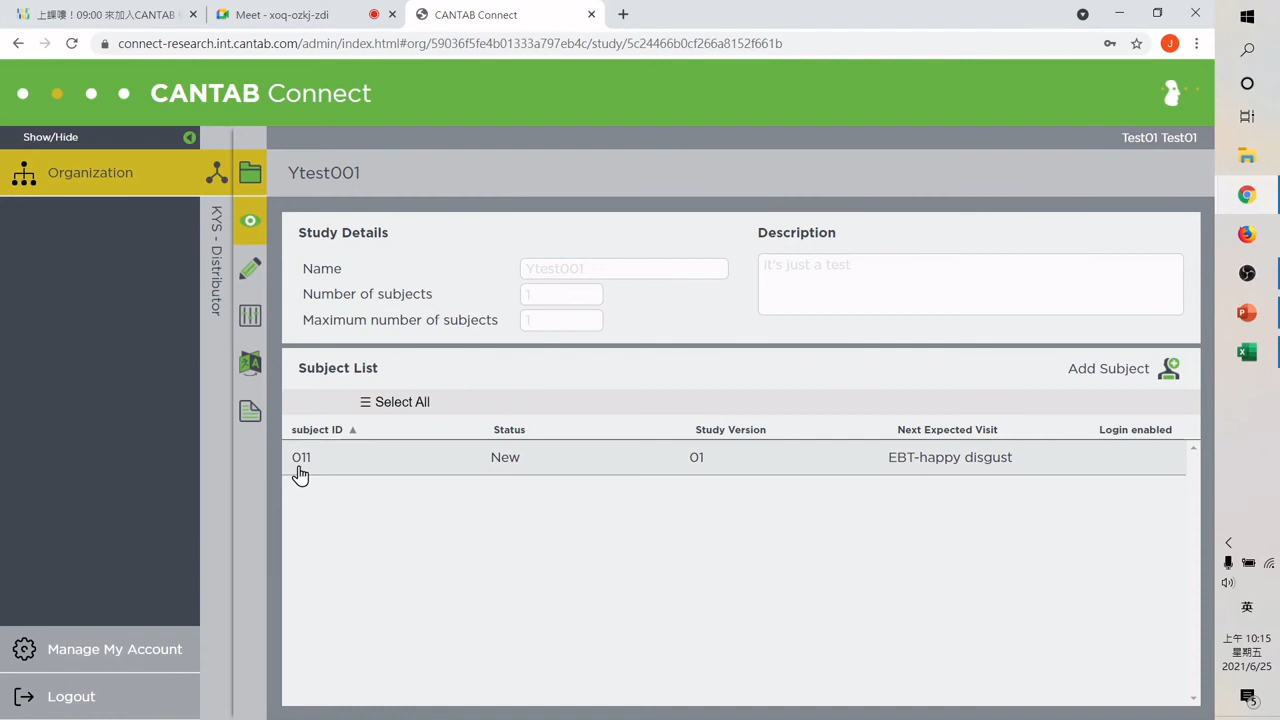 上課嘍！09:00 來加入CANTAB
Meet - xoq-ozkj-zdi
CANTAB Connect
connect-research.int.cantab.com/admin/index.html#org/59036f5fe4b01333a797eb4c/study/5c24466b0cf266a8152f661b
J
CANTAB Connect
Show/Hide
Test01 Test01
Organization
Ytest001
KYS - Distributor
Study Details
Description
Name
Ytest001
it's just a test
Number of subjects
1
Maximum number of subjects
1
Subject List
Add Subject
☰ Select All
subject ID ▲
Status
Study Version
Next Expected Visit
Login enabled
011
New
01
EBT-happy disgust
Manage My Account
Logout
英
上午 10:15
星期五
2021/6/25
5